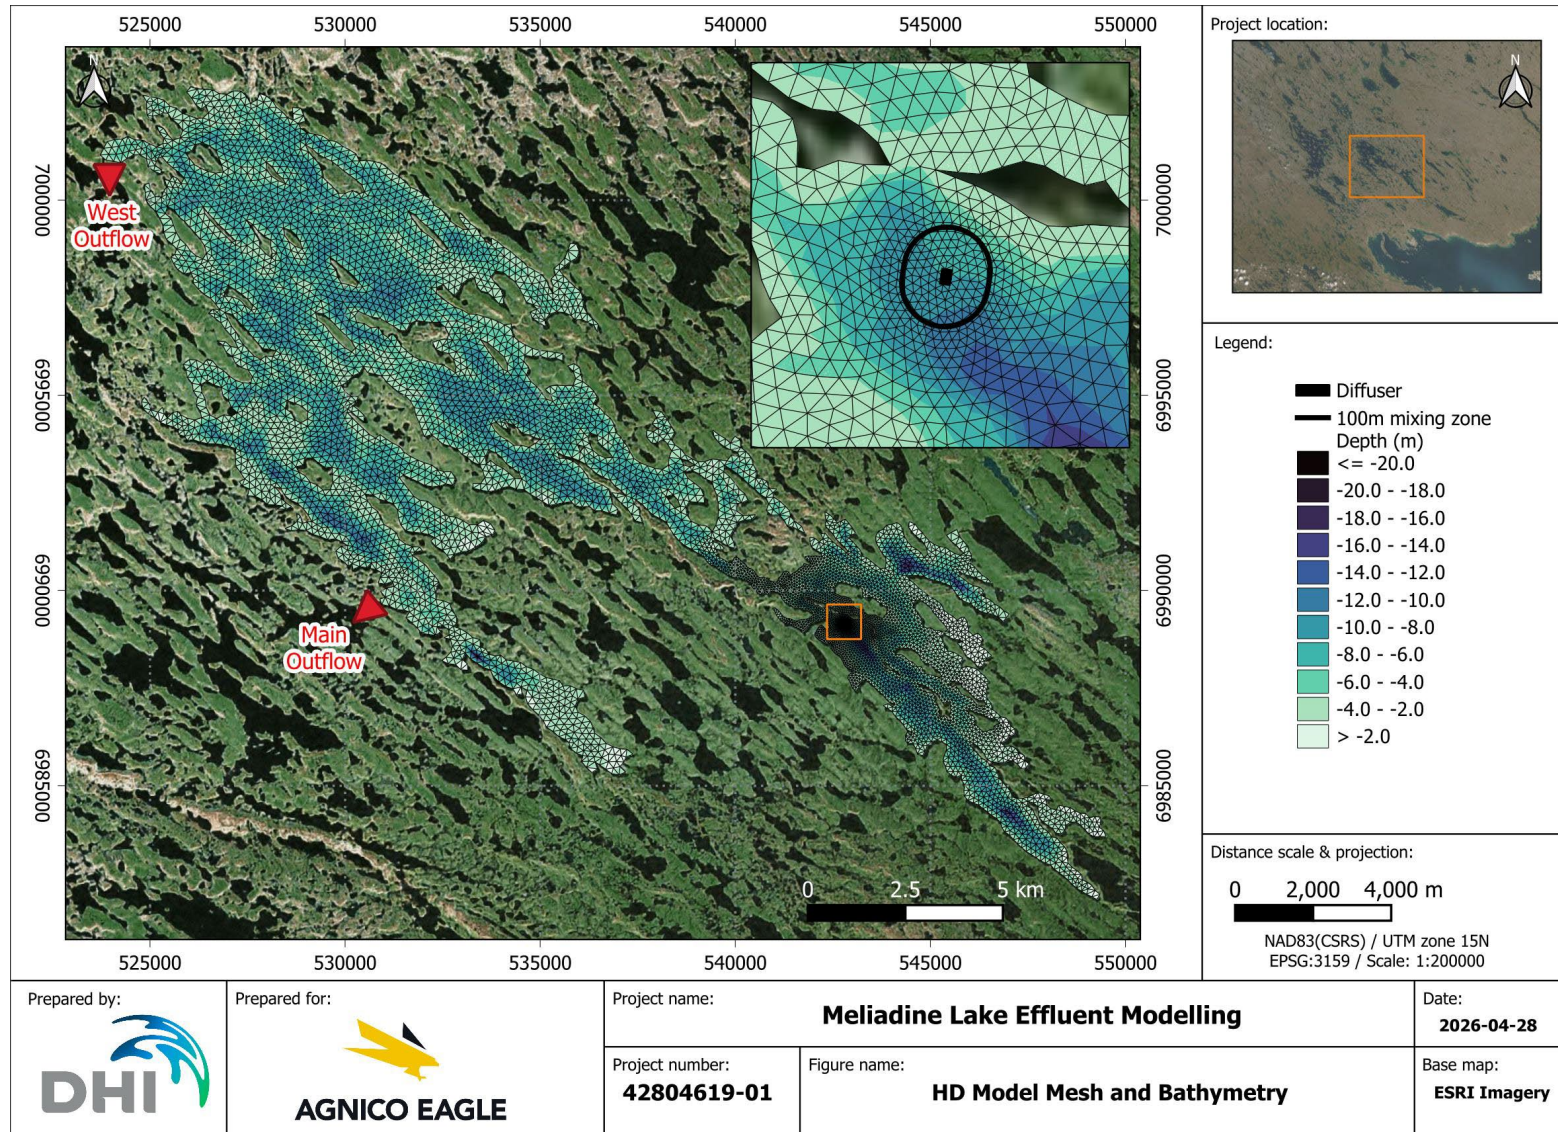 525000 530000 535000 540000 545000 550000
N
West
Outflow
Main
Outflow
7000000
6995000
6990000
6985000
7000000
6995000
6990000
6985000
0 2.5 5 km
525000 530000 535000 540000 545000 550000
Project location:
N
Legend:
Diffuser
100m mixing zone
Depth (m)
<= -20.0
-20.0 - -18.0
-18.0 - -16.0
-16.0 - -14.0
-14.0 - -12.0
-12.0 - -10.0
-10.0 - -8.0
-8.0 - -6.0
-6.0 - -4.0
-4.0 - -2.0
> -2.0
Distance scale & projection:
0 2,000 4,000 m
NAD83(CSRS) / UTM zone 15N
EPSG:3159 / Scale: 1:200000
Prepared by:
DHI
Prepared for:
AGNICO EAGLE
Project name:
Meliadine Lake Effluent Modelling
Date:
2026-04-28
Project number:
42804619-01
Figure name:
HD Model Mesh and Bathymetry
Base map:
ESRI Imagery